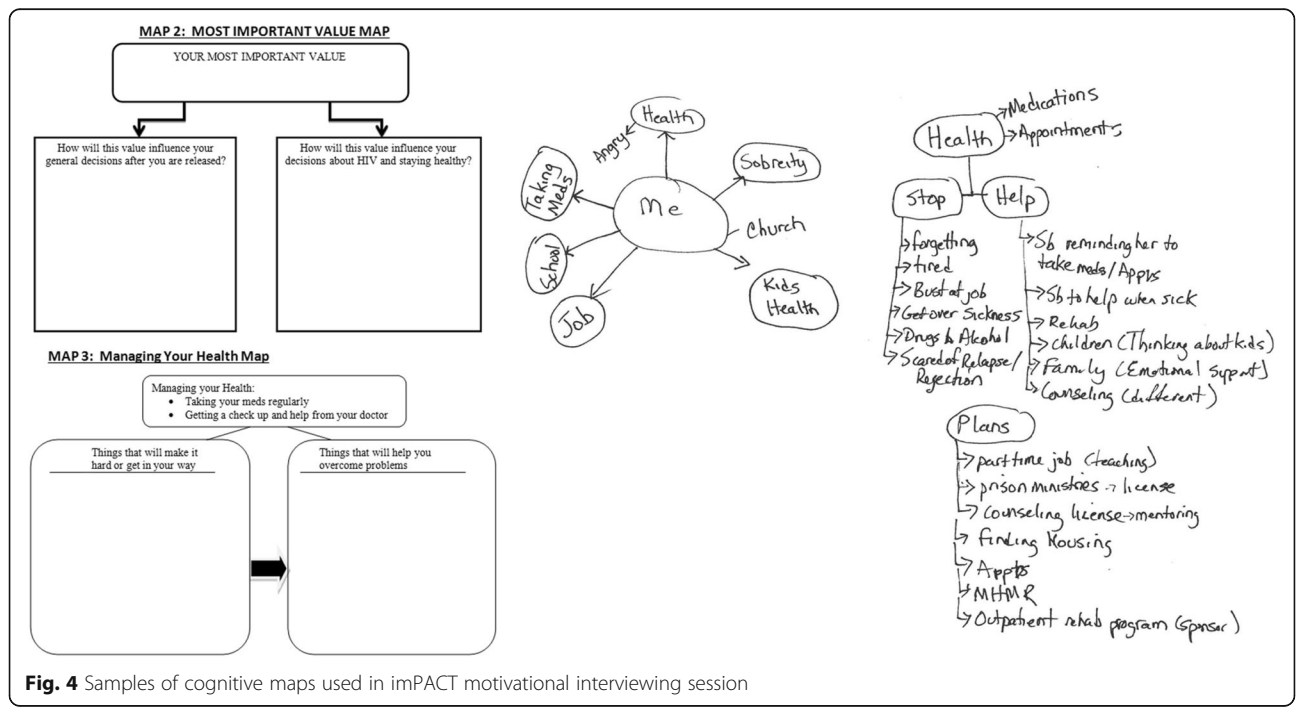 MAP 2: MOST IMPORTANT VALUE MAP
YOUR MOST IMPORTANT VALUE
How will this value influence your
general decisions after you are released?
How will this value influence your
decisions about HIV and staying healthy?
MAP 3: Managing Your Health Map
Managing your Health:
• Taking your meds regularly
• Getting a check up and help from your doctor
Things that will make it
hard or get in your way
Things that will help you
overcome problems
Health
Angry
Sobreity
Taking
Meds
Me
Church
School
Kids
Health
Job
Medications
Health
Appointments
Stop
Help
forgetting
tired
Bust at job
Get over Sickness
Drugs & Alcohol
Scared of Relapse/
Rejection
Sb reminding her to
take meds/Appts
Sb to help when sick
Rehab
children (Thinking about kids)
Family (Emotional Support)
Counseling (different)
Plans
part time job (teaching)
prison ministries → license
Counseling license → mentoring
finding Housing
Appts
MHMR
Outpatient rehab program (sponsor)
Fig. 4 Samples of cognitive maps used in imPACT motivational interviewing session